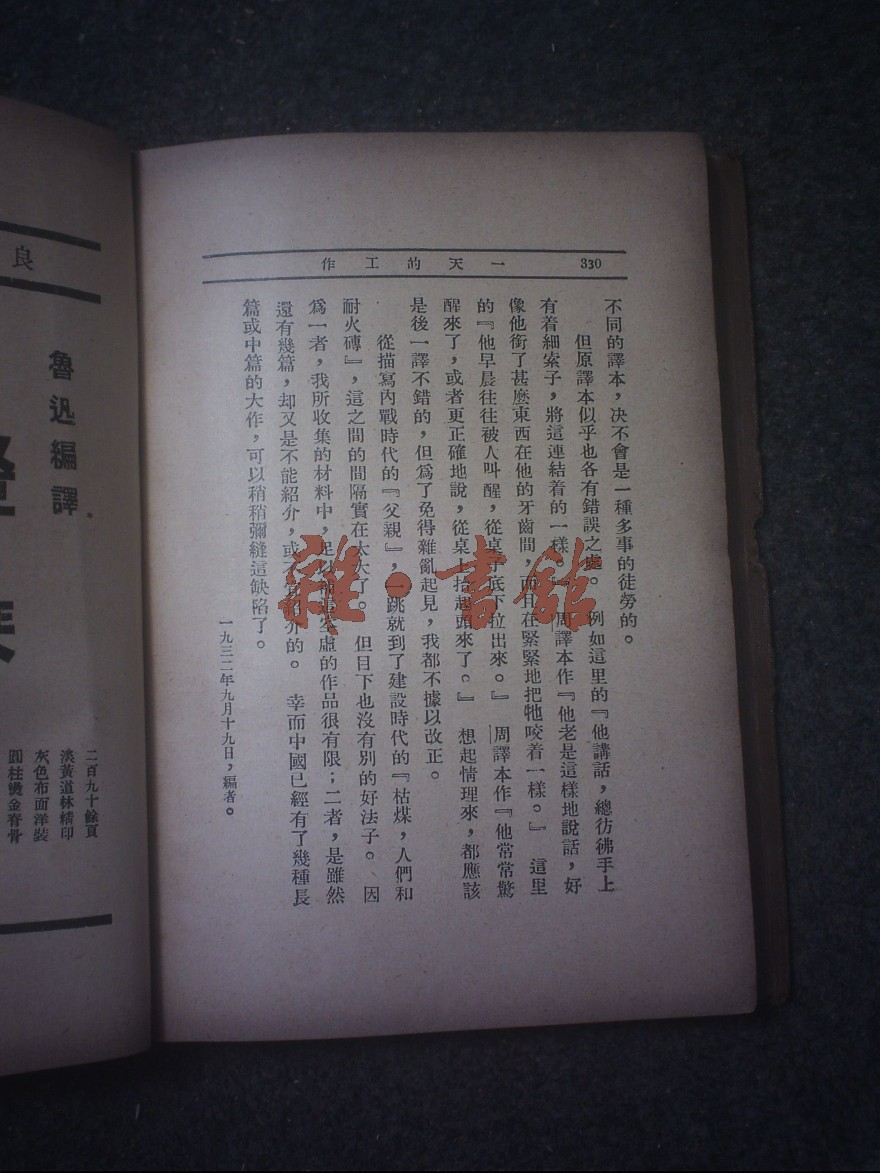 一天的工作 330
不同的譯本，決不會是一種多事的徒勞的。
但原譯本似乎也各有錯誤之處。例如這里的『他講話，總彷彿手上
有着細索子，將這連結着的一樣。』周譯本作『他老是這樣地說話，好
像他銜了甚麼東西在他的牙齒間，而且在緊緊地把牠咬着一樣。』這里
的『他早晨往往被人叫醒，從桌子底下拉出來。』周譯本作『他常常驚
醒來了，或者更正確地說，從桌上抬起頭來了。』想起情理來，都應該
是後一譯不錯的，但爲了免得雜亂起見，我都不據以改正。
從描寫內戰時代的『父親』，一跳就到了建設時代的『枯煤，人們和
耐火磚』，這之間的間隔實在太大了。但目下也沒有別的好法子。因
爲一者，我所收集的材料中，足以補這空虛的作品很有限；二者，是雖然
還有幾篇，却又是不能紹介，或不宜紹介的。幸而中國已經有了幾種長
篇或中篇的大作，可以稍稍彌縫這缺陷了。
一九三二年九月十九日，編者。
雜·書館
良
魯迅編譯
二百九十餘頁
淡黃道林精印
灰色布面洋裝
圓柱燙金脊骨